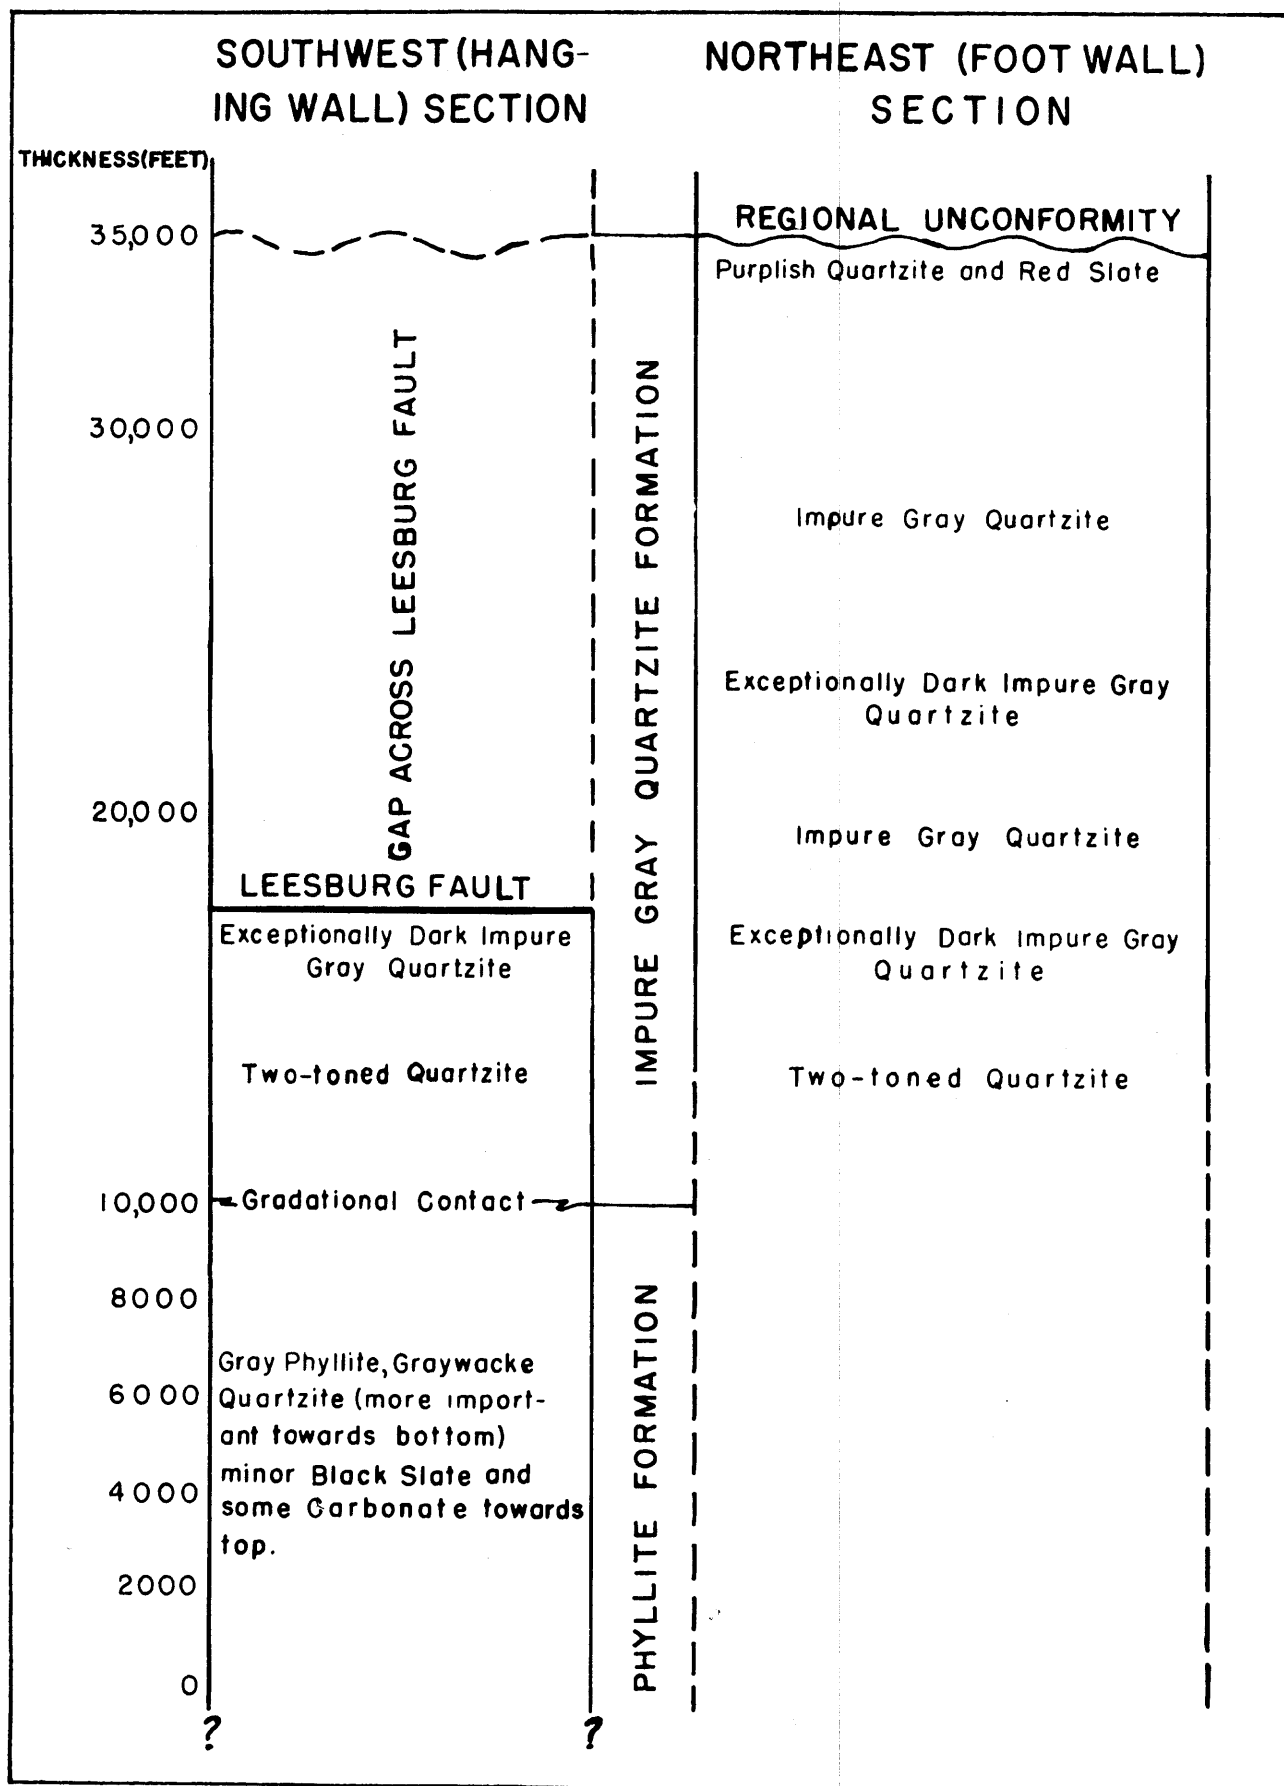 SOUTHWEST (HANG-
ING WALL) SECTION
NORTHEAST (FOOT WALL)
SECTION
THICKNESS(FEET)
35,000
30,000
20,000
10,000
8000
6000
4000
2000
0
GAP ACROSS LEESBURG FAULT
LEESBURG FAULT
Exceptionally Dark Impure
Gray Quartzite
Two-toned Quartzite
Gradational Contact
Gray Phyllite, Graywacke
Quartzite (more import-
ant towards bottom)
minor Black Slate and
some Carbonate towards
top.
?
?
IMPURE GRAY QUARTZITE FORMATION
PHYLLITE FORMATION
REGIONAL UNCONFORMITY
Purplish Quartzite and Red Slate
Impure Gray Quartzite
Exceptionally Dark Impure Gray
Quartzite
Impure Gray Quartzite
Exceptionally Dark Impure Gray
Quartzite
Two-toned Quartzite